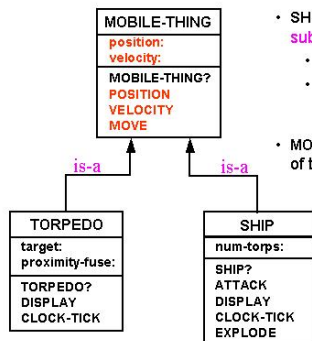 MOBILE-THING
position:
velocity:
MOBILE-THING?
POSITION
VELOCITY
MOVE
is-a
is-a
TORPEDO
target:
proximity-fuse:
TORPEDO?
DISPLAY
CLOCK-TICK
SHIP
num-torps:
SHIP?
ATTACK
DISPLAY
CLOCK-TICK
EXPLODE
• SH
sub
•
•
• MO
of t